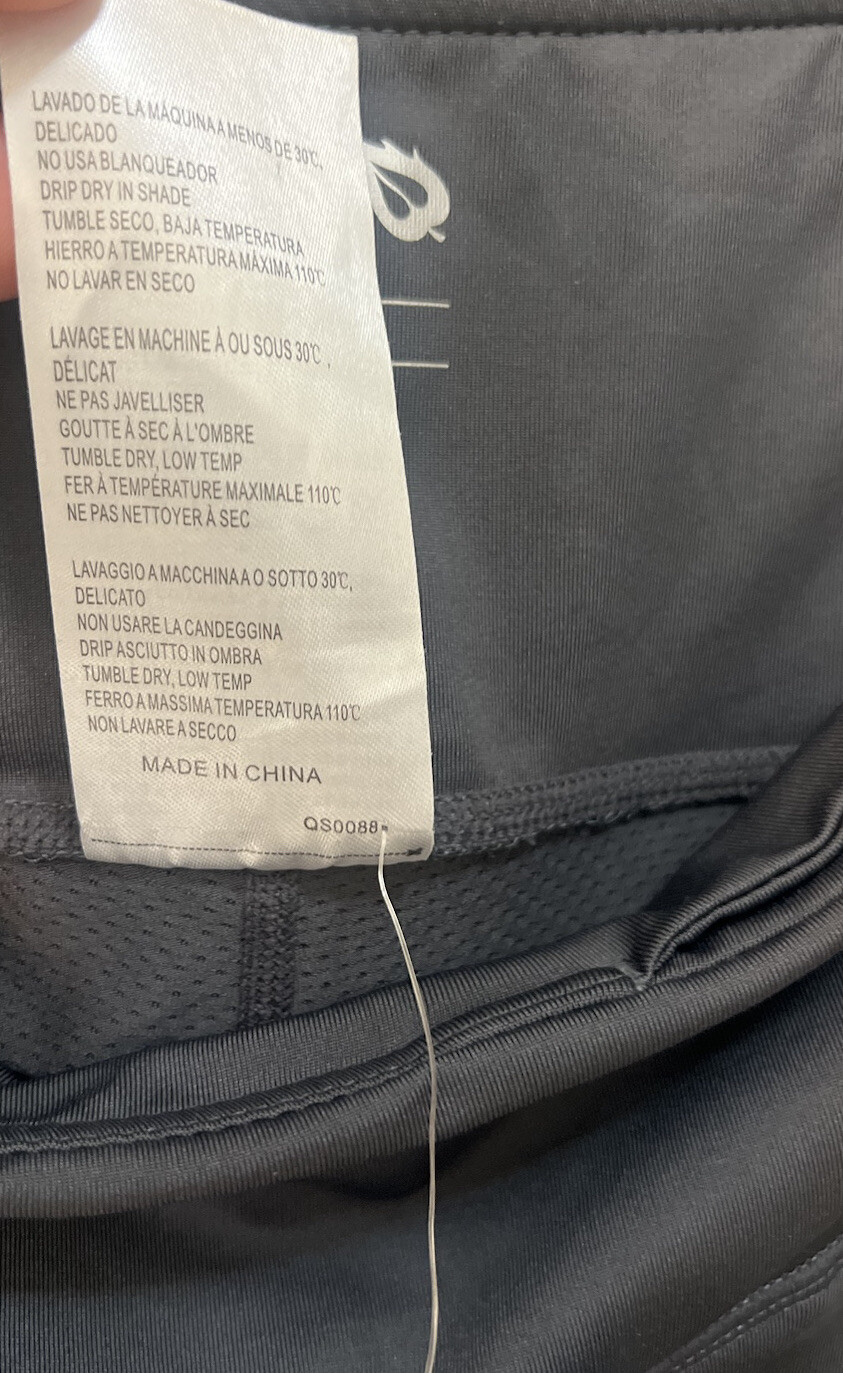 LAVADO DE LA MÁQUINA A MENOS DE 30℃,
DELICADO
NO USA BLANQUEADOR
DRIP DRY IN SHADE
TUMBLE SECO, BAJA TEMPERATURA
HIERRO A TEMPERATURA MÁXIMA 110℃
NO LAVAR EN SECO
LAVAGE EN MACHINE À OU SOUS 30℃,
DÉLICAT
NE PAS JAVELLISER
GOUTTE À SEC À L'OMBRE
TUMBLE DRY, LOW TEMP
FER À TEMPÉRATURE MAXIMALE 110℃
NE PAS NETTOYER À SEC
LAVAGGIO A MACCHINA A O SOTTO 30℃,
DELICATO
NON USARE LA CANDEGGINA
DRIP ASCIUTTO IN OMBRA
TUMBLE DRY, LOW TEMP
FERRO A MASSIMA TEMPERATURA 110℃
NON LAVARE A SECCO
MADE IN CHINA
QS0088